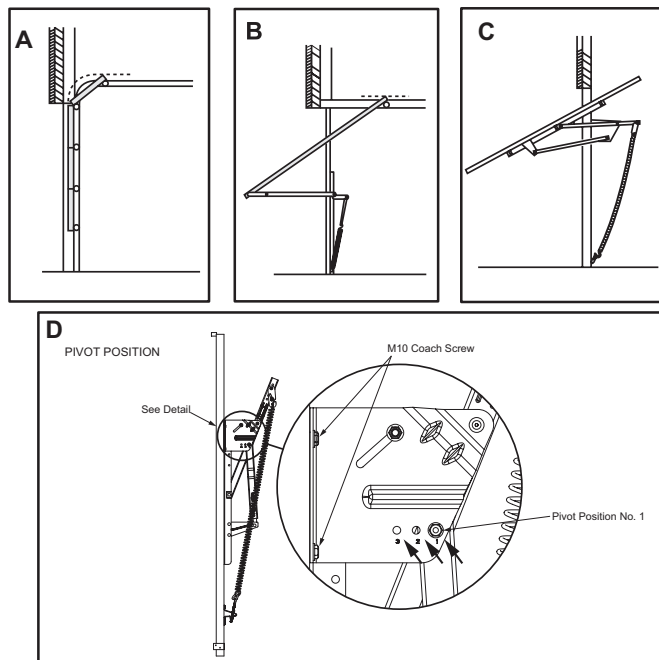 A
B
C
D
PIVOT POSITION
M10 Coach Screw
See Detail
Pivot Position No. 1
3 2 1